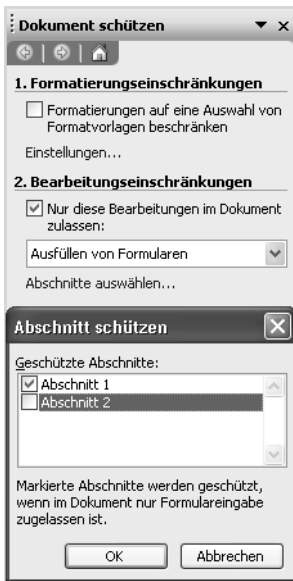 Dokument schützen
1. Formatierungseinschränkungen
Formatierungen auf eine Auswahl von
Formatvorlagen beschränken
Einstellungen...
2. Bearbeitungseinschränkungen
Nur diese Bearbeitungen im Dokument
zulassen:
Ausfüllen von Formularen
Abschnitte auswählen...
Abschnitt schützen
Geschützte Abschnitte:
Abschnitt 1
Abschnitt 2
Markierte Abschnitte werden geschützt,
wenn im Dokument nur Formulareingabe
zugelassen ist.
OK Abbrechen